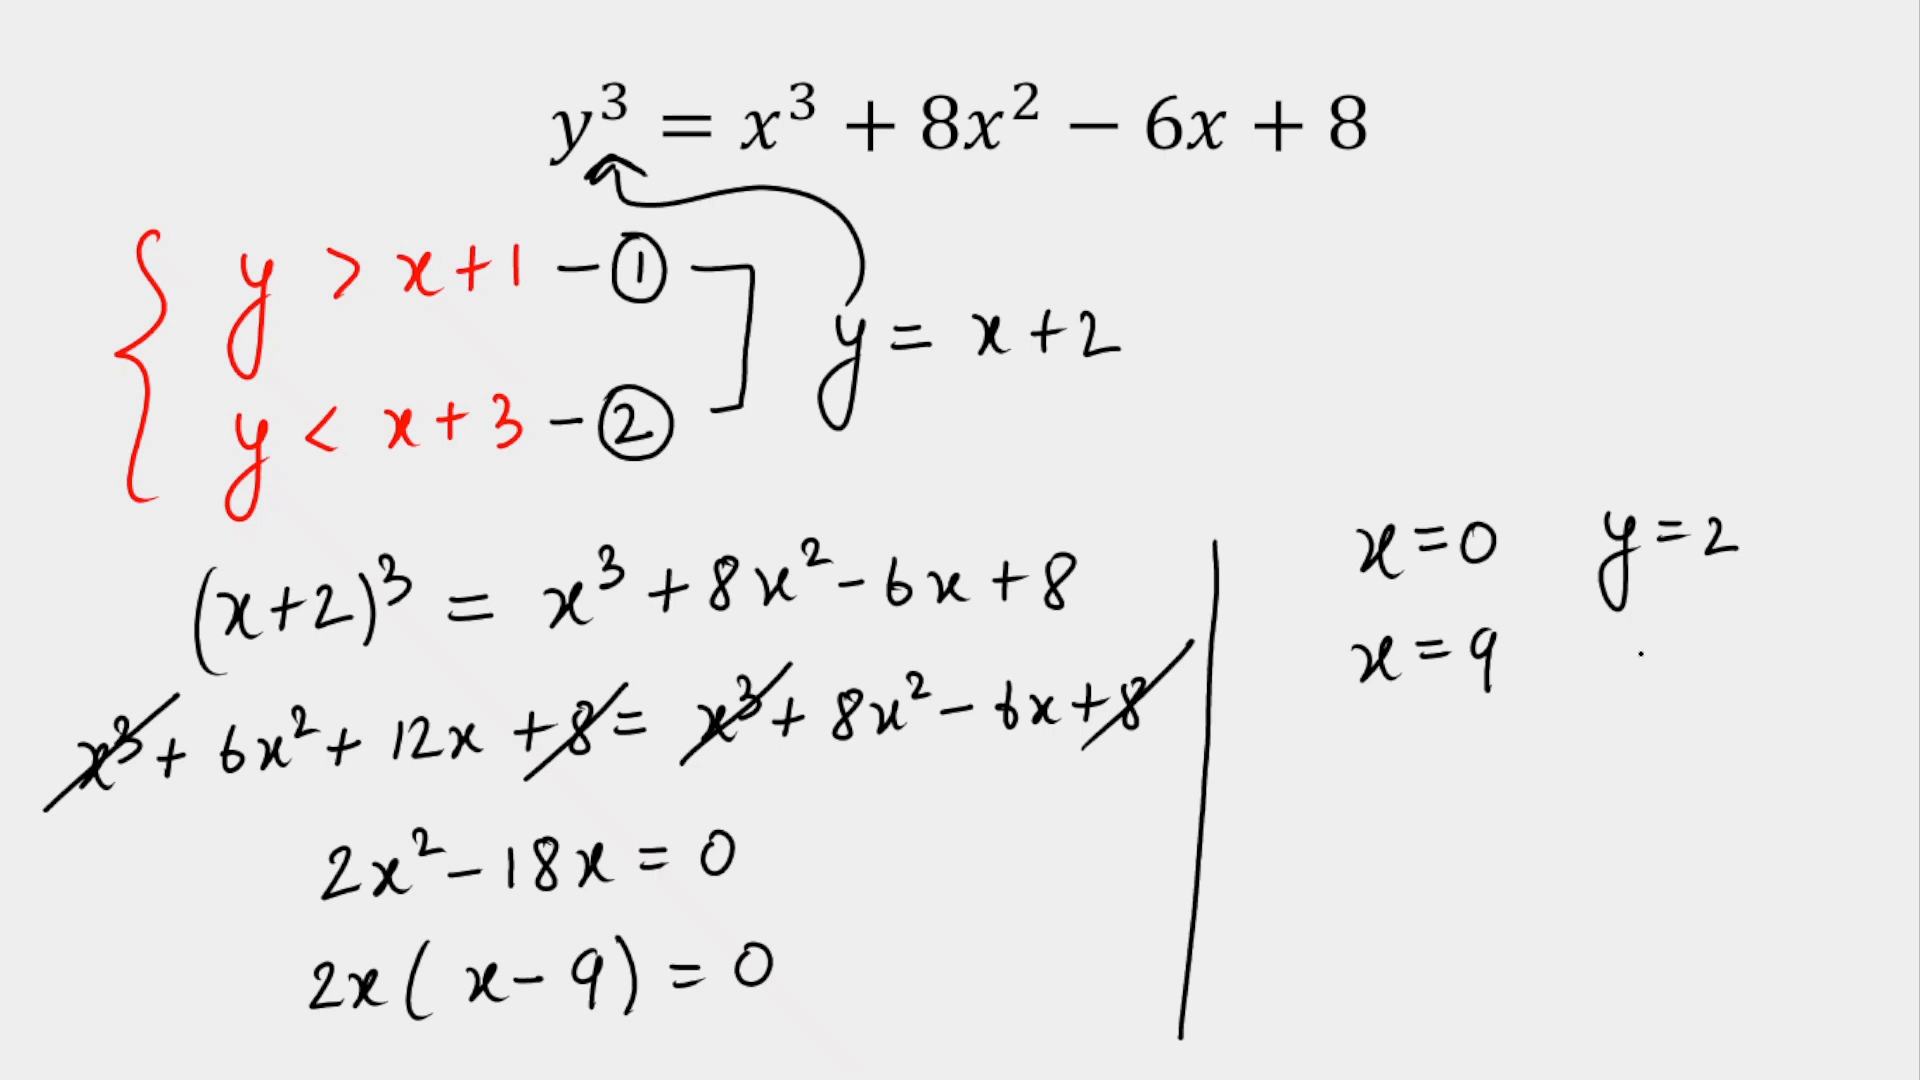 y³ = x³ + 8x² − 6x + 8
y > x+1 - ①
y = x+2
y < x+3 - ②
(x+2)³ = x³ + 8x² - 6x + 8
x³ + 6x² + 12x + 8 = x³ + 8x² - 6x + 8
2x² - 18x = 0
2x(x - 9) = 0
x = 0 y = 2
x = 9